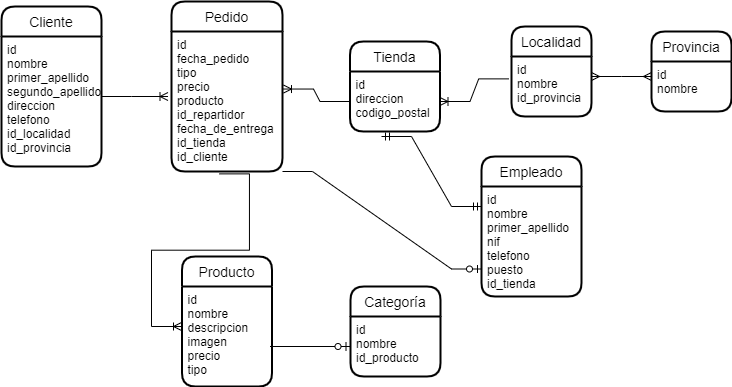 Cliente
id
nombre
primer_apellido
segundo_apellido
direccion
telefono
id_localidad
id_provincia
Pedido
id
fecha_pedido
tipo
precio
producto
id_repartidor
fecha_de_entrega
id_tienda
id_cliente
Tienda
id
direccion
codigo_postal
Localidad
id
nombre
id_provincia
Provincia
id
nombre
Empleado
id
nombre
primer_apellido
nif
telefono
puesto
id_tienda
Producto
id
nombre
descripcion
imagen
precio
tipo
Categoría
id
nombre
id_producto